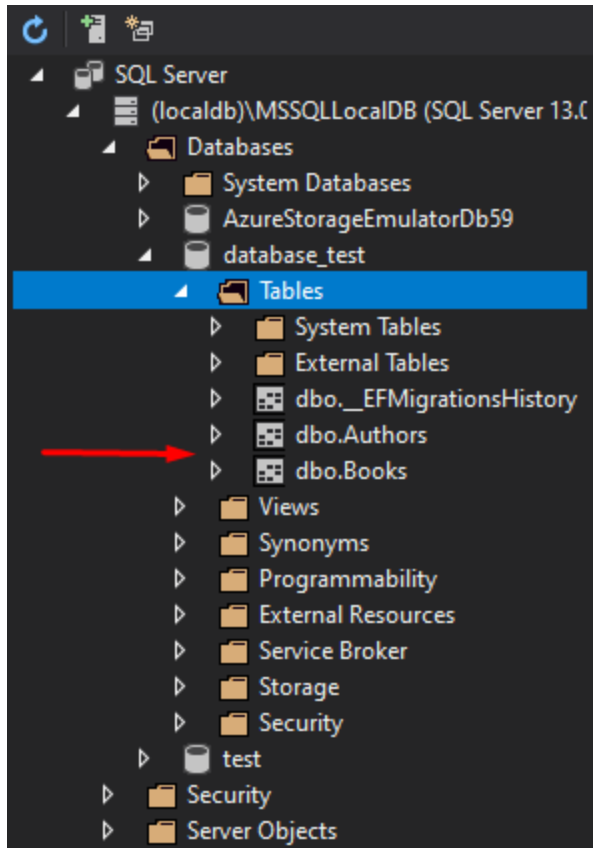 SQL Server
(localdb)\MSSQLLocalDB (SQL Server 13.0
Databases
System Databases
AzureStorageEmulatorDb59
database_test
Tables
System Tables
External Tables
dbo.__EFMigrationsHistory
dbo.Authors
dbo.Books
Views
Synonyms
Programmability
External Resources
Service Broker
Storage
Security
test
Security
Server Objects